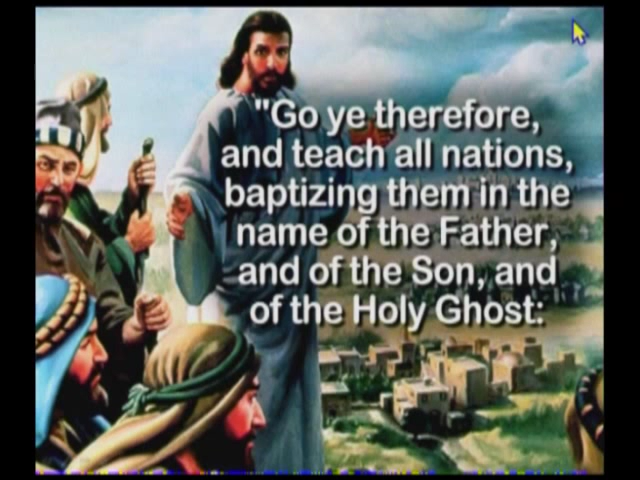 "Go ye therefore,
and teach all nations,
baptizing them in the
name of the Father,
and of the Son, and
of the Holy Ghost: